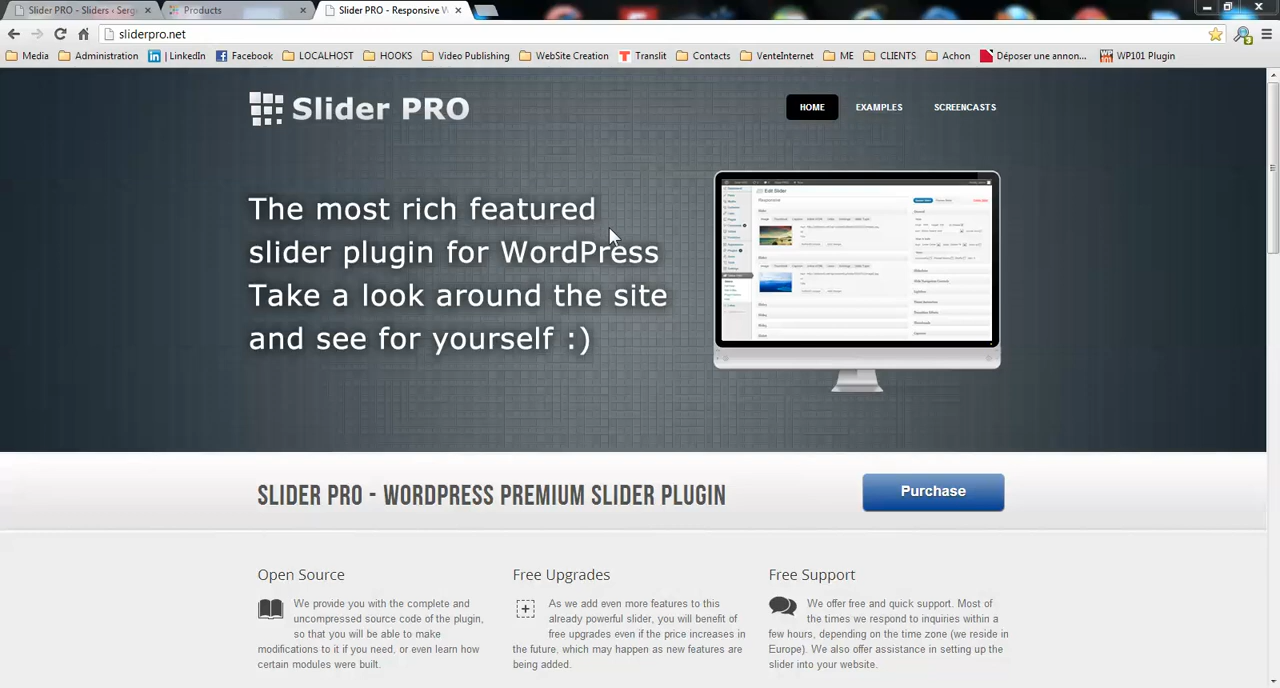 Slider PRO - Sliders ‹ Serg
Products
Slider PRO - Responsive W
sliderpro.net
Media
Administration
| LinkedIn
Facebook
LOCALHOST
HOOKS
Video Publishing
WebSite Creation
Translit
Contacts
VenteInternet
ME
CLIENTS
Achon
Déposer une annon...
WP101 Plugin
Slider PRO
HOME
EXAMPLES
SCREENCASTS
The most rich featured
slider plugin for WordPress
Take a look around the site
and see for yourself :)
Edit Slider
SLIDER PRO - WORDPRESS PREMIUM SLIDER PLUGIN
Purchase
Open Source
We provide you with the complete and
uncompressed source code of the plugin,
so that you will be able to make
modifications to it if you need, or even learn how
certain modules were built.
Free Upgrades
As we add even more features to this
already powerful slider, you will benefit of
free upgrades even if the price increases in
the future, which may happen as new features are
being added.
Free Support
We offer free and quick support. Most of
the times we respond to inquiries within a
few hours, depending on the time zone (we reside in
Europe). We also offer assistance in setting up the
slider into your website.